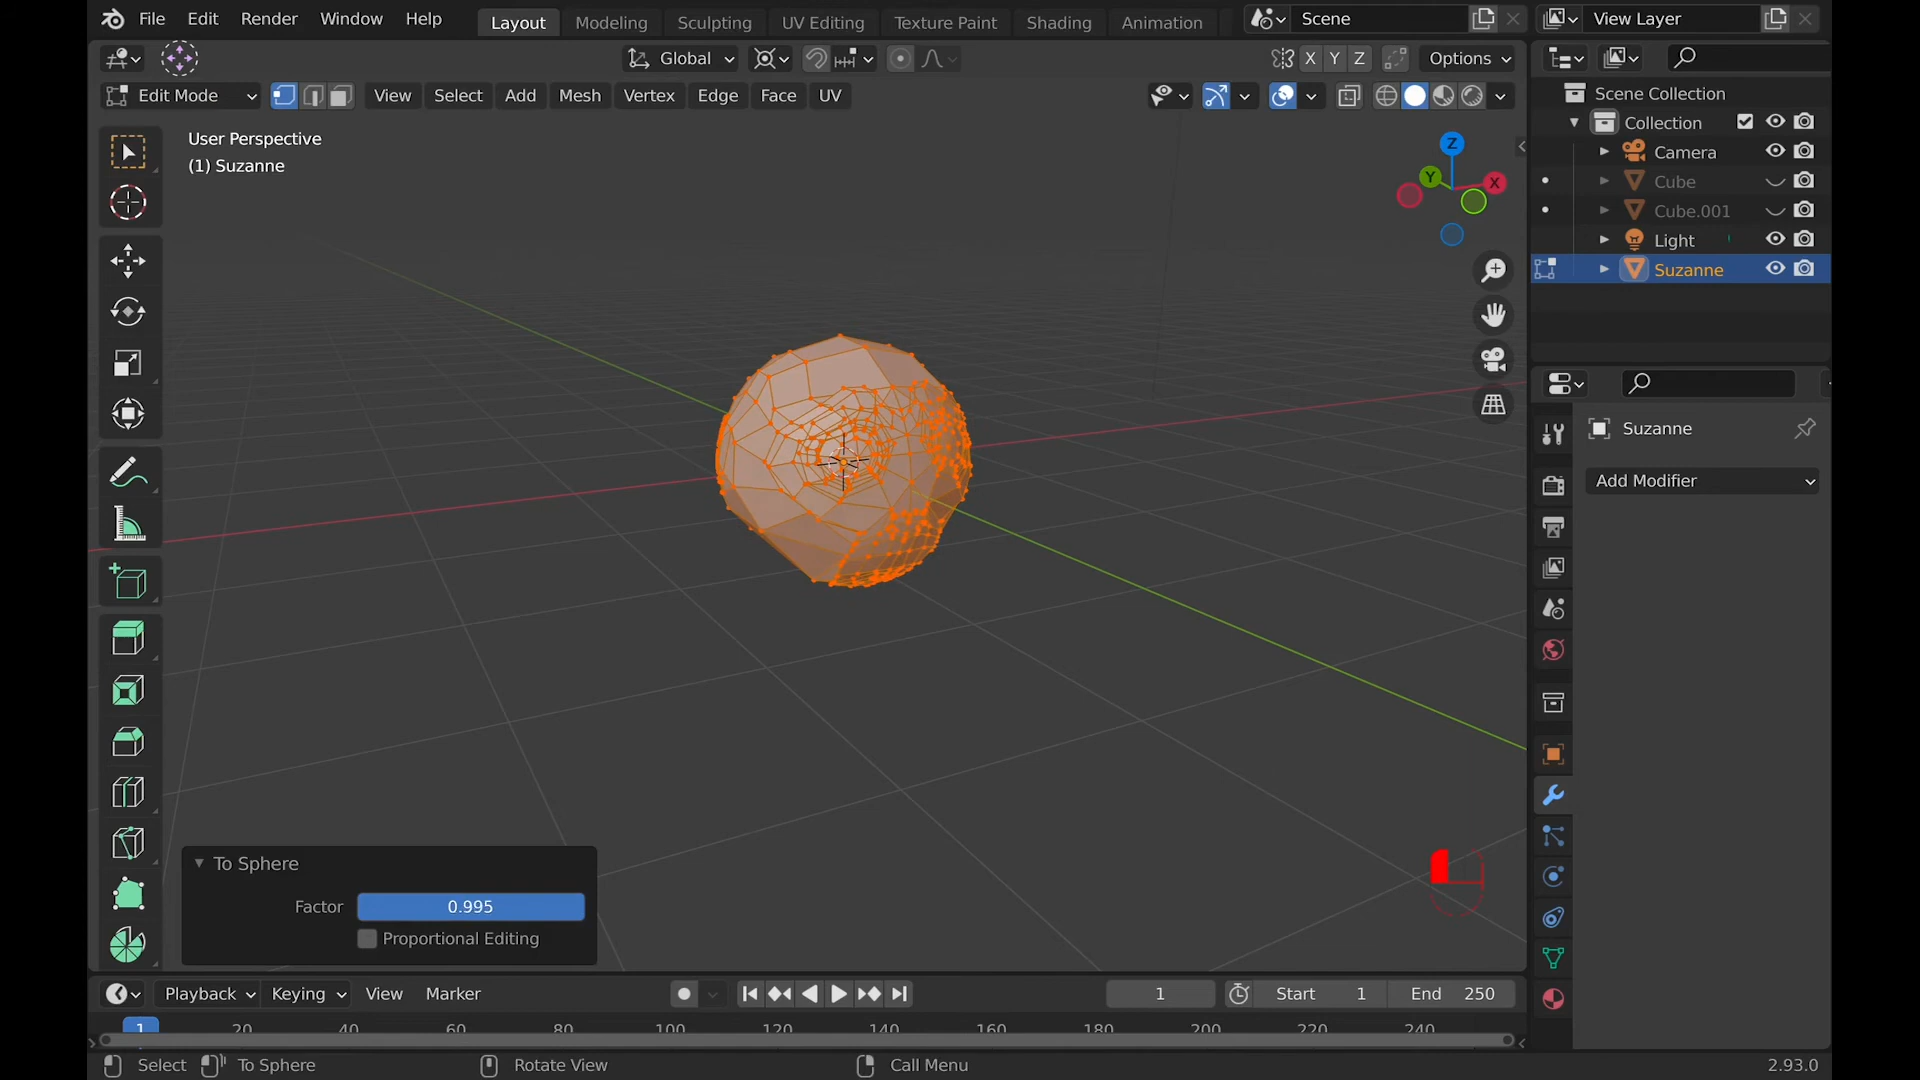 File Edit Render Window Help Layout Modeling Sculpting UV Editing Texture Paint Shading Animation Scene View Layer
Global X Y Z Options
Edit Mode View Select Add Mesh Vertex Edge Face UV
User Perspective
(1) Suzanne
Z
Y X
Scene Collection
Collection
Camera
Cube
Cube.001
Light
Suzanne
Suzanne
Add Modifier
To Sphere
Factor 0.995
Proportional Editing
Playback Keying View Marker 1 Start 1 End 250
1 20 40 60 80 100 120 140 160 180 200 220 240
Select To Sphere Rotate View Call Menu 2.93.0